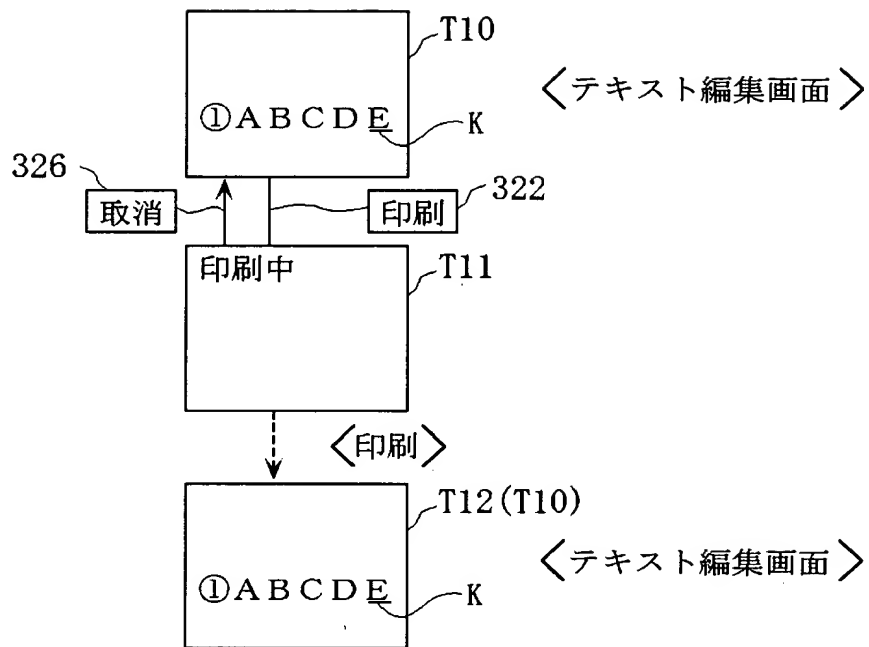 T10
①ABCDE
K
〈テキスト編集画面〉
326
取消
印刷
322
印刷中
T11
〈印刷〉
T12(T10)
①ABCDE
K
〈テキスト編集画面〉